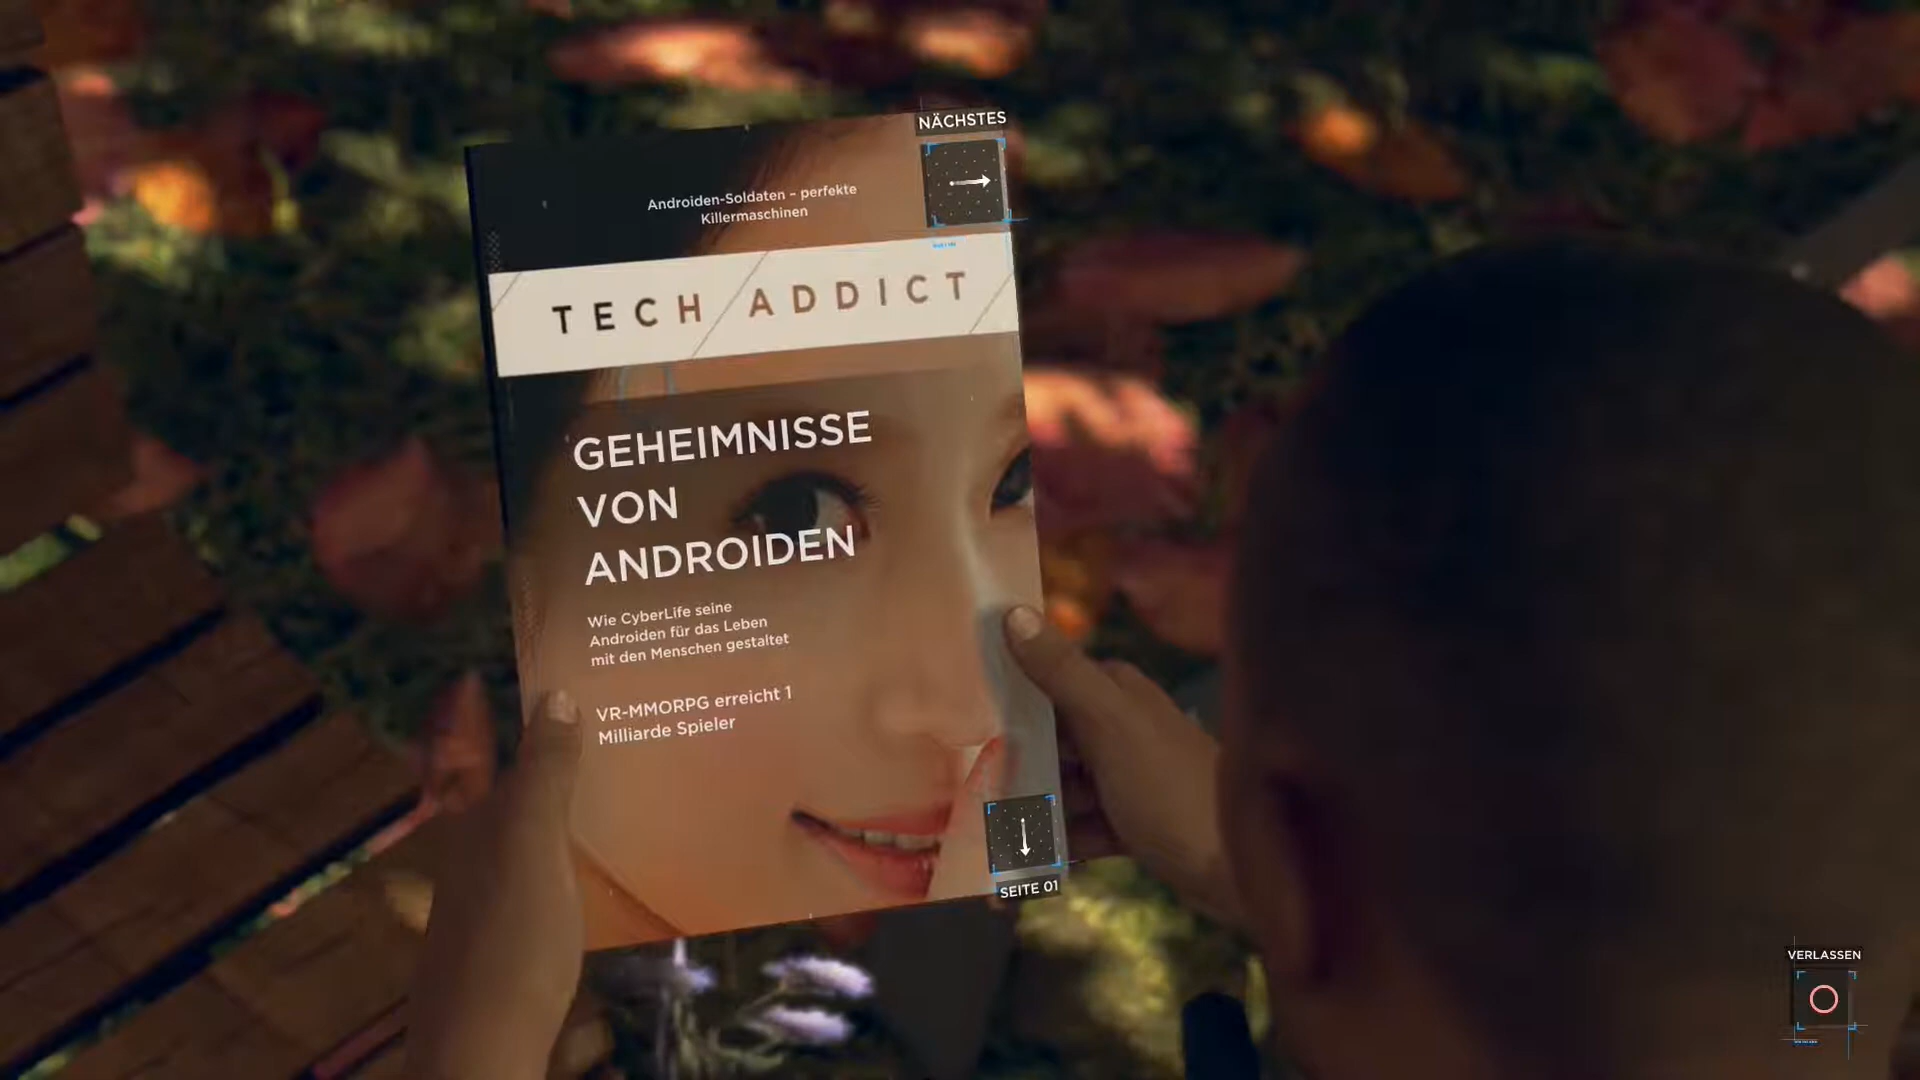 NÄCHSTES
Androiden-Soldaten – perfekte
Killermaschinen
TECH ADDICT
GEHEIMNISSE
VON
ANDROIDEN
Wie CyberLife seine
Androiden für das Leben
mit den Menschen gestaltet
VR-MMORPG erreicht 1
Milliarde Spieler
SEITE 01
VERLASSEN